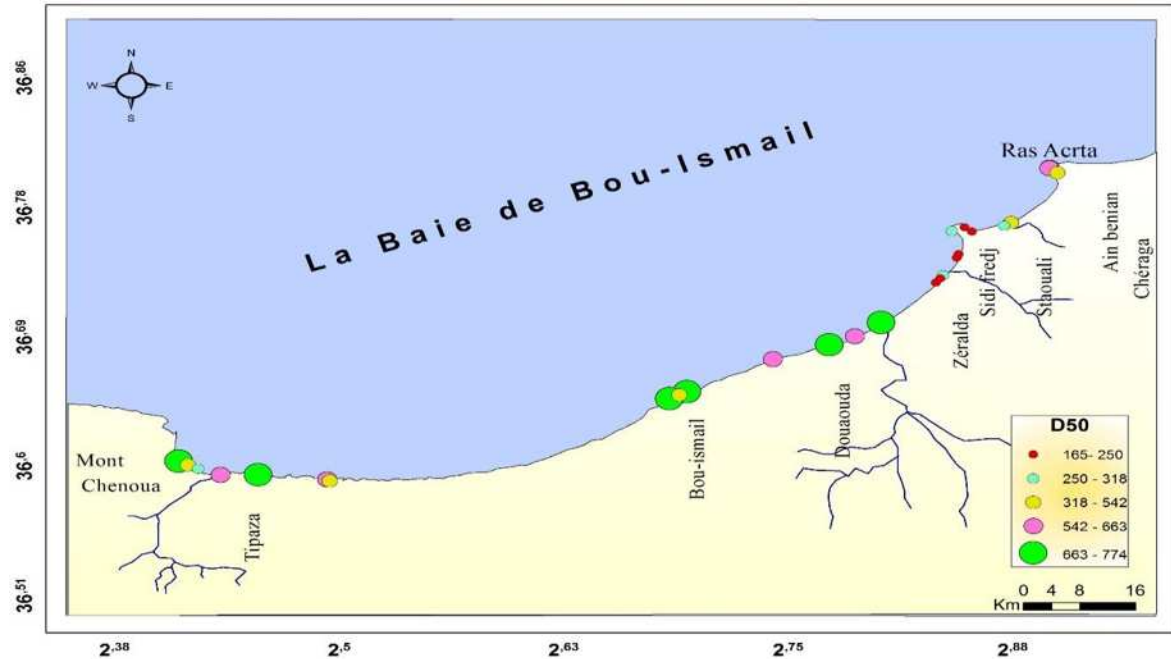 N
W E
S
La Baie de Bou-Ismail
Ras Acrta
Mont
Chenoua
Tipaza
Bou-ismail
Douaouda
Zéralda
Sidi fredj
Staouali
Ain benian
Chéraga
D50
165- 250
250 - 318
318 - 542
542 - 663
663 - 774
0 4 8 16
Km
36,86
36,78
36,69
36,6
36,51
2,38 2,5 2,63 2,75 2,88